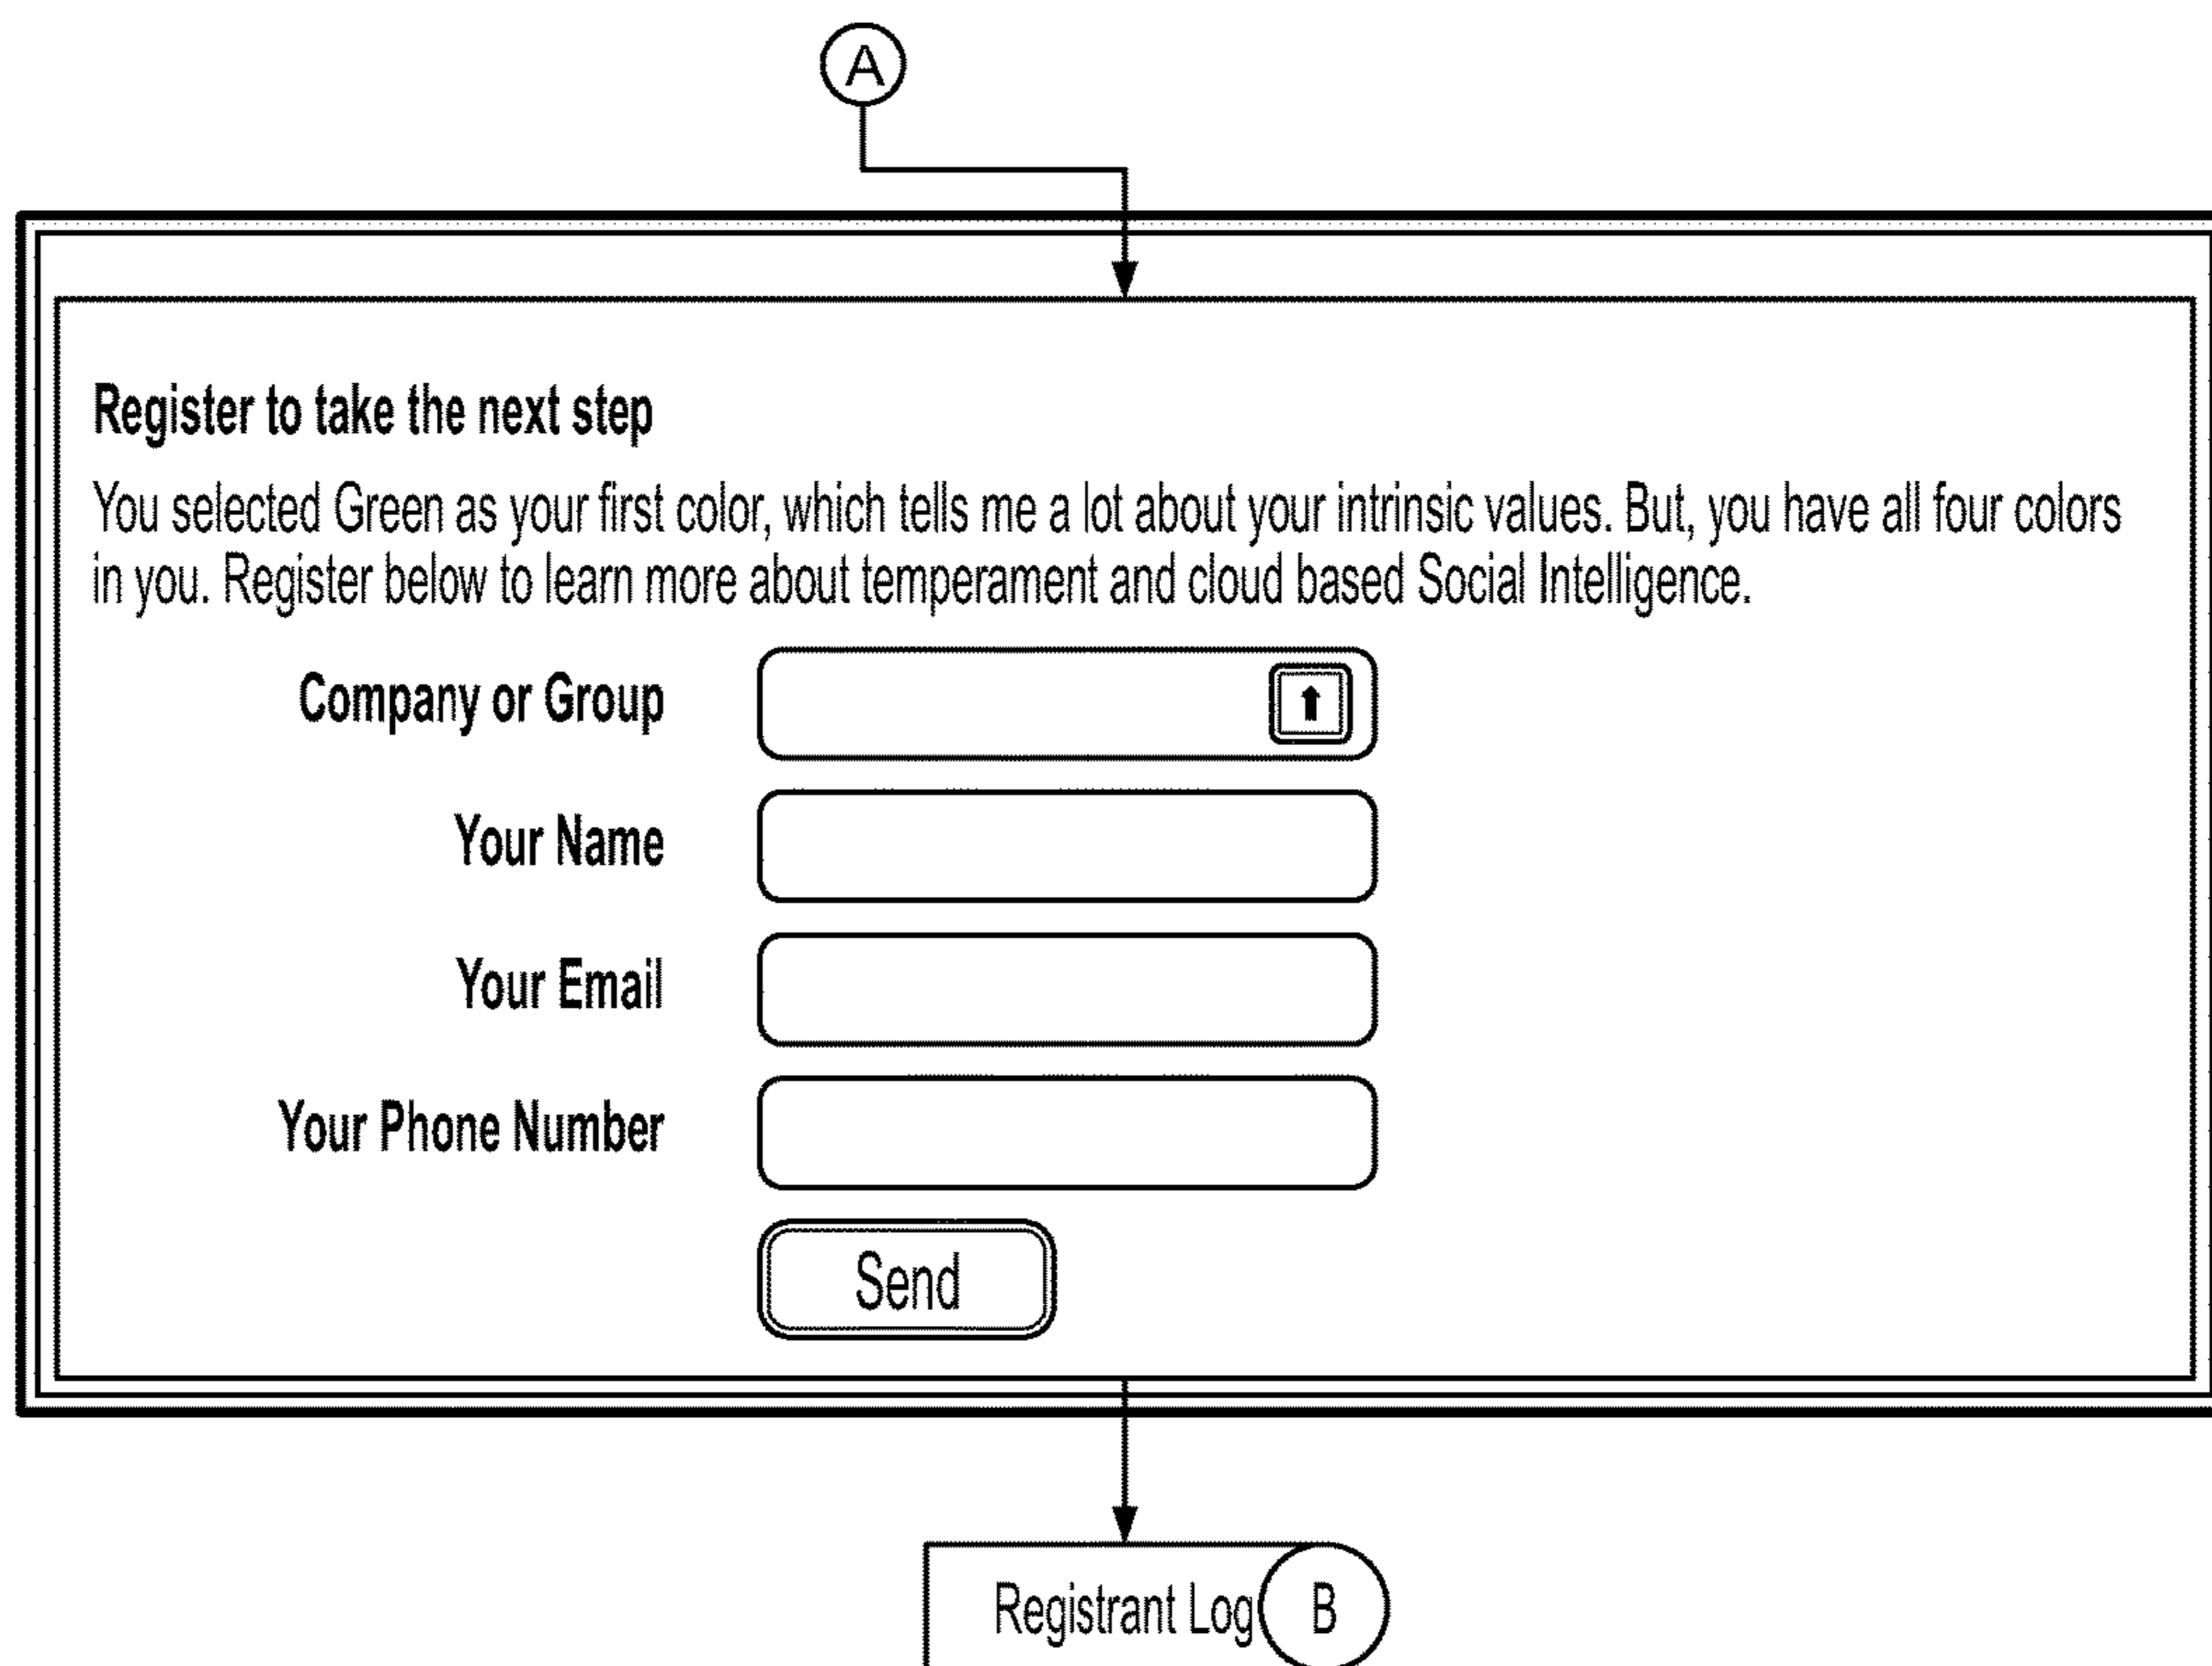 A
Register to take the next step
You selected Green as your first color, which tells me a lot about your intrinsic values. But, you have all four colors
in you. Register below to learn more about temperament and cloud based Social Intelligence.
Company or Group
Your Name
Your Email
Your Phone Number
Send
Registrant Log B